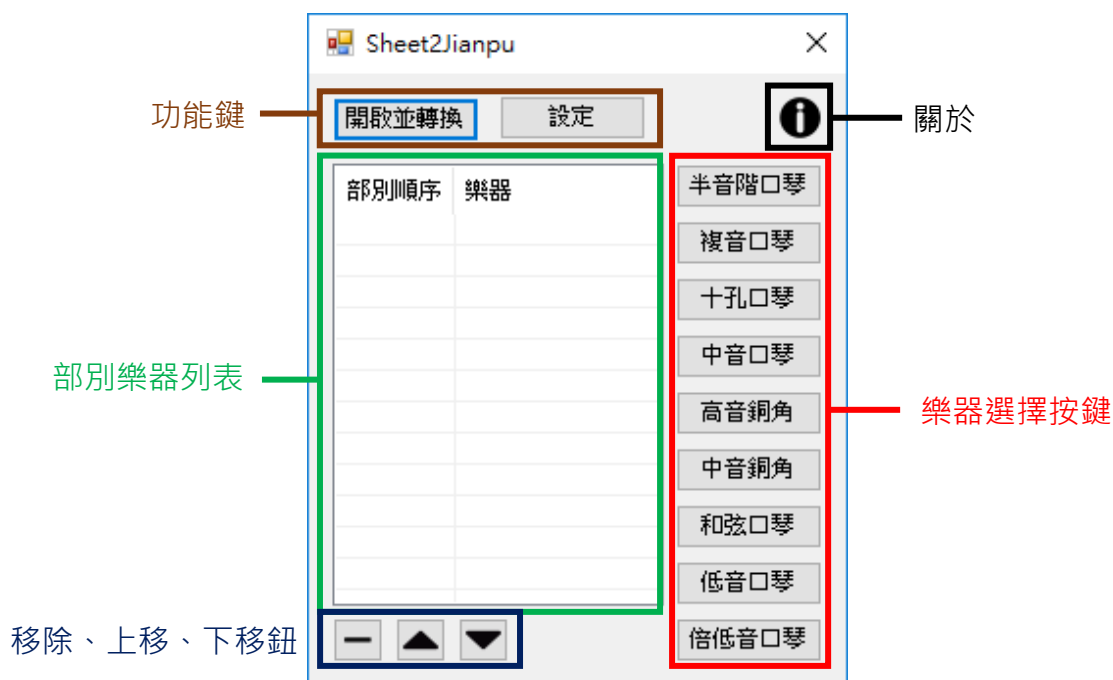 Sheet2Jianpu
功能鍵
開啟並轉換
設定
關於
部別順序
樂器
半音階口琴
複音口琴
十孔口琴
中音口琴
部別樂器列表
高音銅角
樂器選擇按鍵
中音銅角
和弦口琴
低音口琴
移除、上移、下移鈕
倍低音口琴